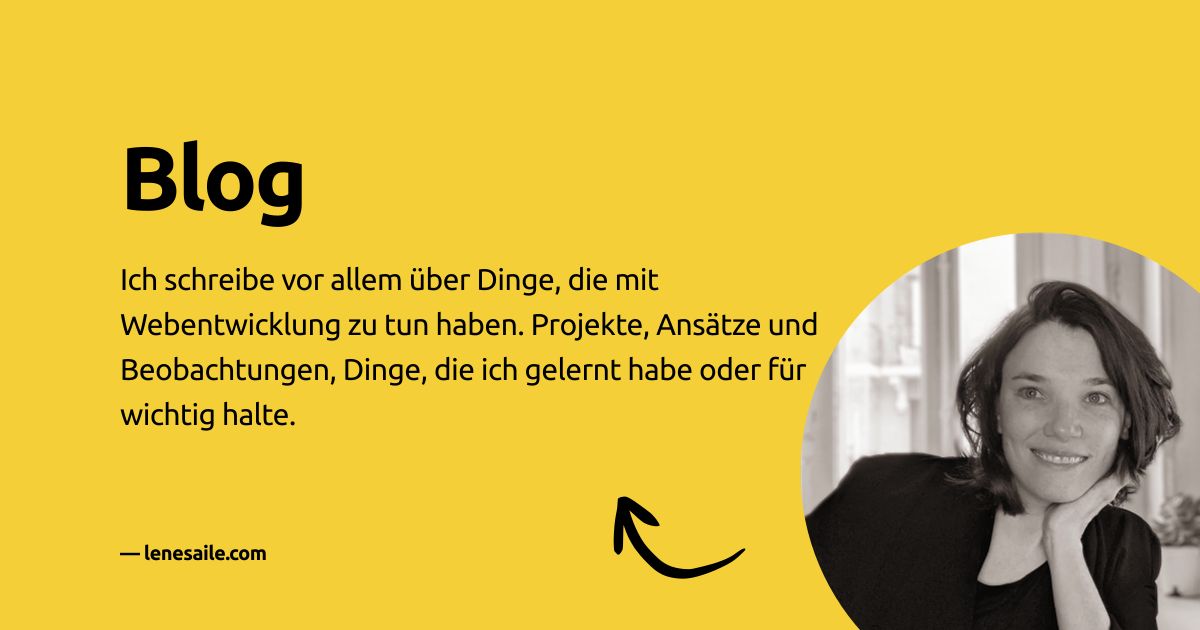 Blog
Ich schreibe vor allem über Dinge, die mit
Webentwicklung zu tun haben. Projekte, Ansätze und
Beobachtungen, Dinge, die ich gelernt habe oder für
wichtig halte.
— lenesaile.com